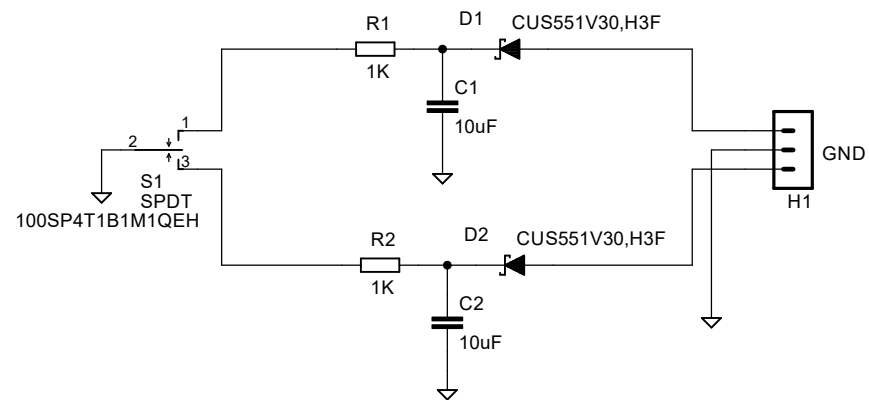 D1
CUS551V30,H3F
R1
1K
C1
10uF
1
2
3
S1
SPDT
100SP4T1B1M1QEH
GND
H1
R2
1K
D2
CUS551V30,H3F
C2
10uF